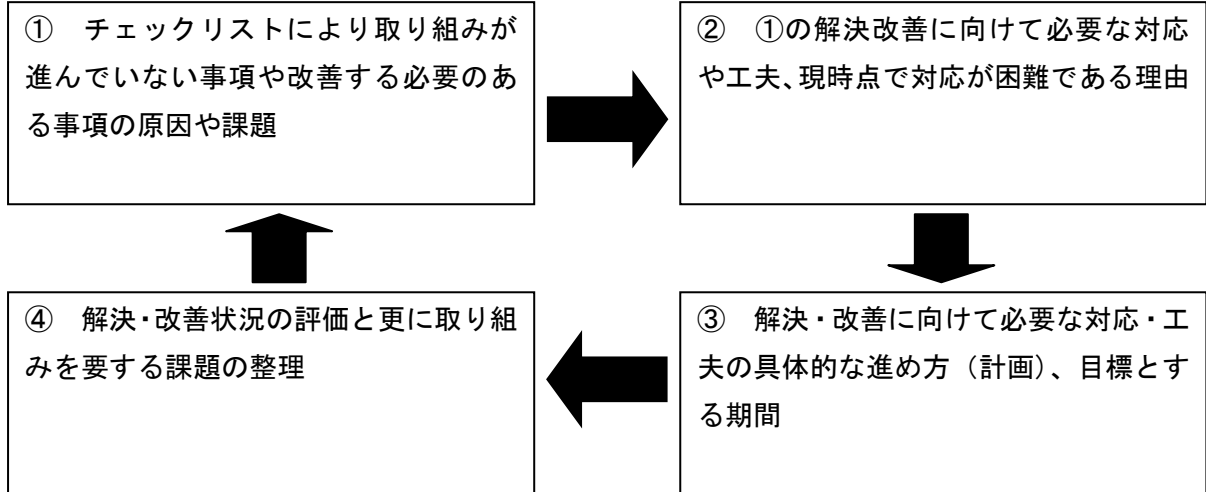 ① チェックリストにより取り組みが
進んでいない事項や改善する必要のあ
る事項の原因や課題
② ①の解決改善に向けて必要な対応
や工夫、現時点で対応が困難である理由
③ 解決・改善に向けて必要な対応・工
夫の具体的な進め方（計画）、目標とす
る期間
④ 解決・改善状況の評価と更に取り組
みを要する課題の整理